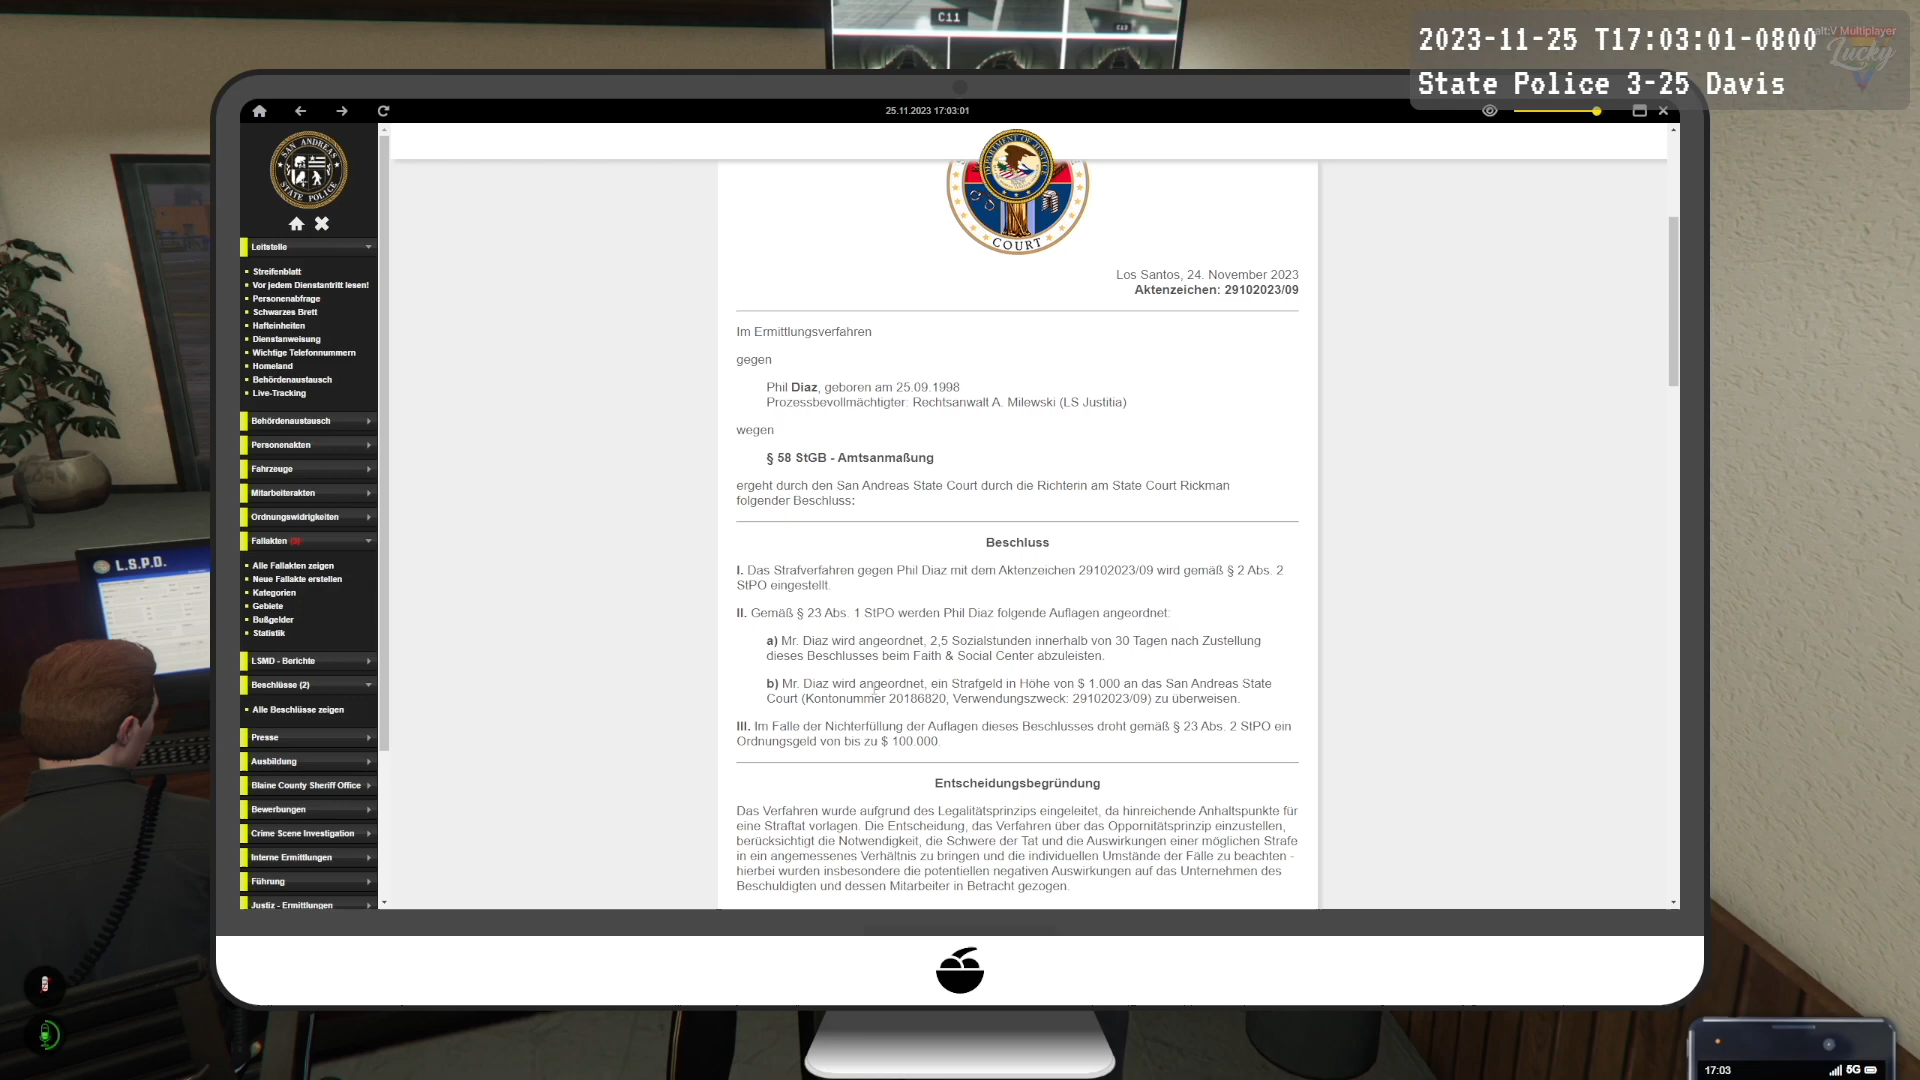 C11
2023-11-25 T17:03:01-0800
alt:V Multiplayer
Lucky
State Police 3-25 Davis
25.11.2023 17:03:01
SAN ANDREAS
STATE POLICE
Leitstelle
Streifenblatt
Vor jedem Dienstantritt lesen!
Personenabfrage
Schwarzes Brett
Hafteinheiten
Dienstanweisung
Wichtige Telefonnummern
Homeland
Behördenaustausch
Live-Tracking
Behördenaustausch
Personenakten
Fahrzeuge
Mitarbeiterakten
Ordnungswidrigkeiten
Fallakten
Alle Fallakten zeigen
Neue Fallakte erstellen
Kategorien
Gebiete
Bußgelder
Statistik
LSMD - Berichte
Beschlüsse (2)
Alle Beschlüsse zeigen
Presse
Ausbildung
Blaine County Sheriff Office
Bewerbungen
Crime Scene Investigation
Interne Ermittlungen
Führung
Justiz - Ermittlungen
DEPARTMENT OF JUSTICE
COURT
Los Santos, 24. November 2023
Aktenzeichen: 29102023/09
Im Ermittlungsverfahren
gegen
Phil Diaz, geboren am 25.09.1998
Prozessbevollmächtigter: Rechtsanwalt A. Milewski (LS Justitia)
wegen
§ 58 StGB - Amtsanmaßung
ergeht durch den San Andreas State Court durch die Richterin am State Court Rickman
folgender Beschluss:
Beschluss
I. Das Strafverfahren gegen Phil Diaz mit dem Aktenzeichen 29102023/09 wird gemäß § 2 Abs. 2
StPO eingestellt.
II. Gemäß § 23 Abs. 1 StPO werden Phil Diaz folgende Auflagen angeordnet:
a) Mr. Diaz wird angeordnet, 2,5 Sozialstunden innerhalb von 30 Tagen nach Zustellung
dieses Beschlusses beim Faith & Social Center abzuleisten.
b) Mr. Diaz wird angeordnet, ein Strafgeld in Höhe von $ 1.000 an das San Andreas State
Court (Kontonummer 20186820, Verwendungszweck: 29102023/09) zu überweisen.
III. Im Falle der Nichterfüllung der Auflagen dieses Beschlusses droht gemäß § 23 Abs. 2 StPO ein
Ordnungsgeld von bis zu $ 100.000.
Entscheidungsbegründung
Das Verfahren wurde aufgrund des Legalitätsprinzips eingeleitet, da hinreichende Anhaltspunkte für
eine Straftat vorlagen. Die Entscheidung, das Verfahren über das Oppornitätsprinzip einzustellen,
berücksichtigt die Notwendigkeit, die Schwere der Tat und die Auswirkungen einer möglichen Strafe
in ein angemessenes Verhältnis zu bringen und die individuellen Umstände der Fälle zu beachten -
hierbei wurden insbesondere die potentiellen negativen Auswirkungen auf das Unternehmen des
Beschuldigten und dessen Mitarbeiter in Betracht gezogen.
L.S.P.D.
17:03
5G